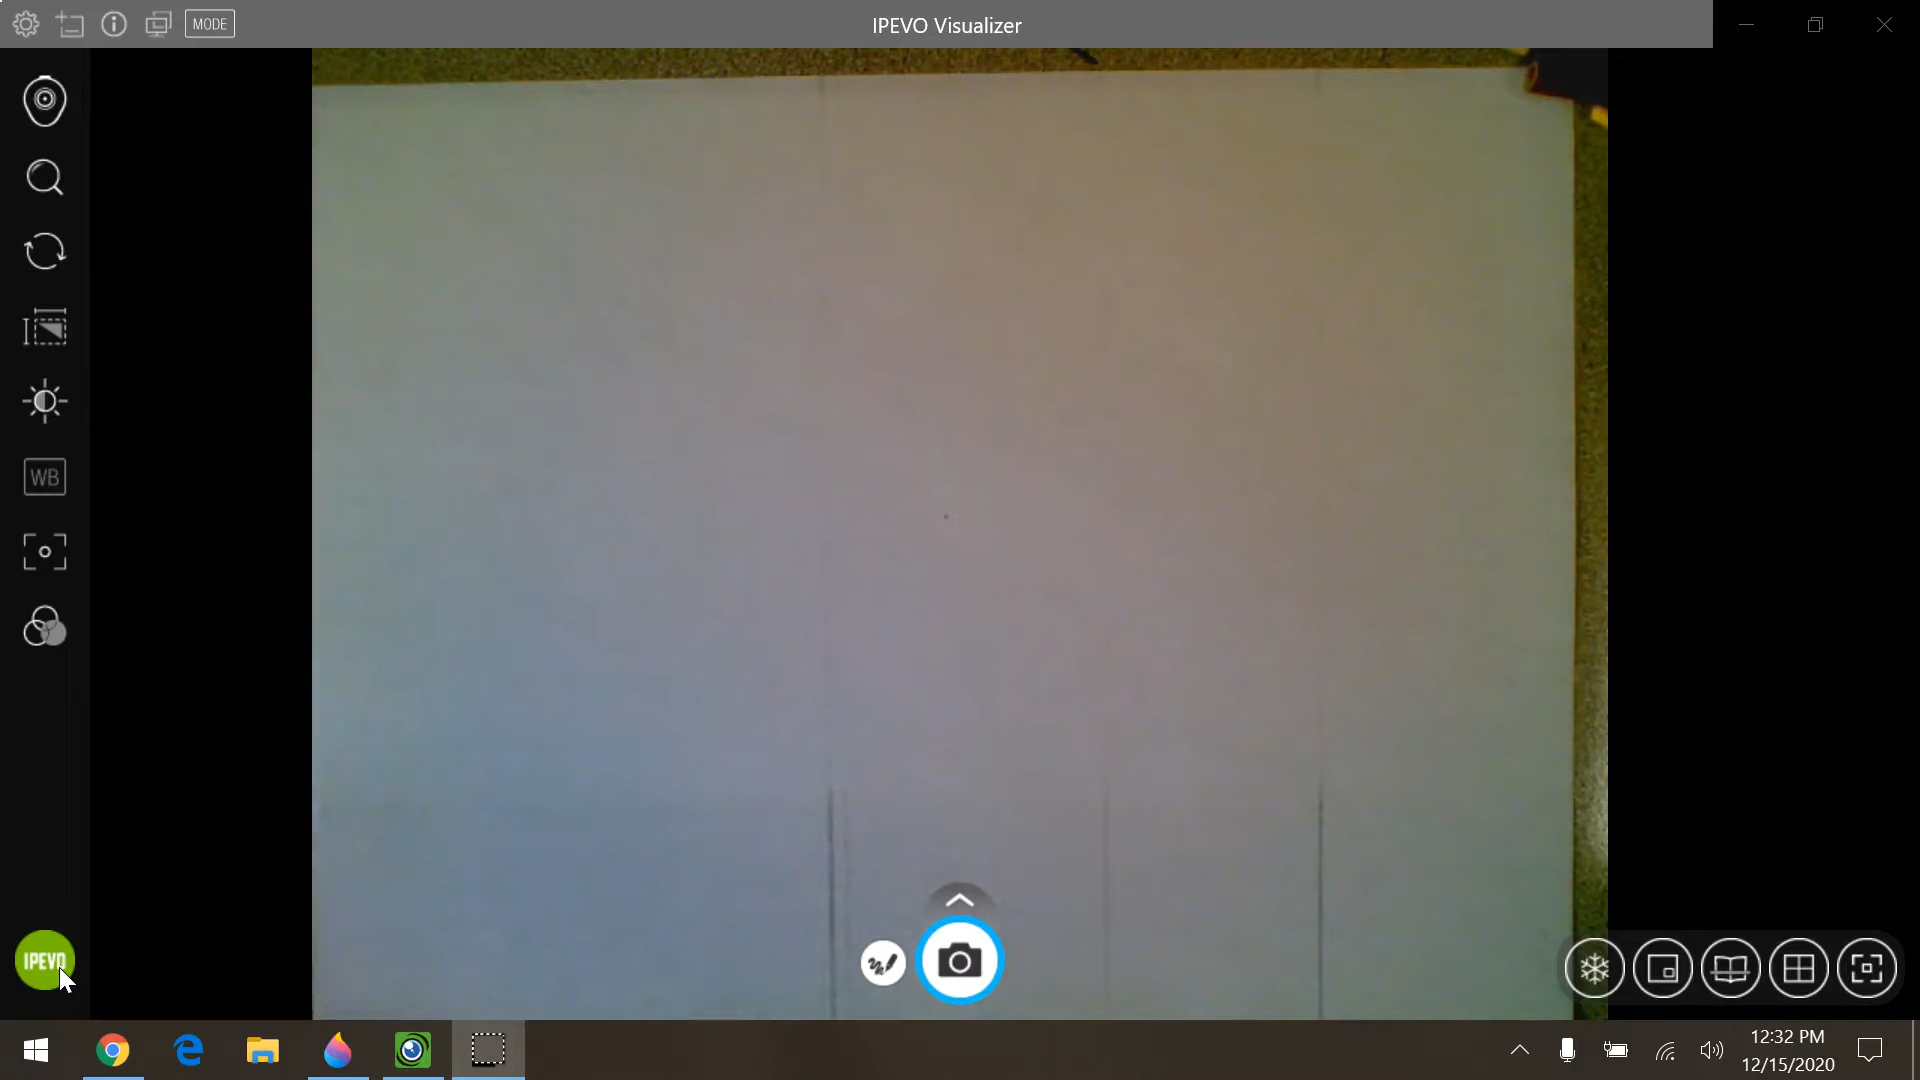 MODE
IPEVO Visualizer
WB
IPEVO
12:32 PM
12/15/2020